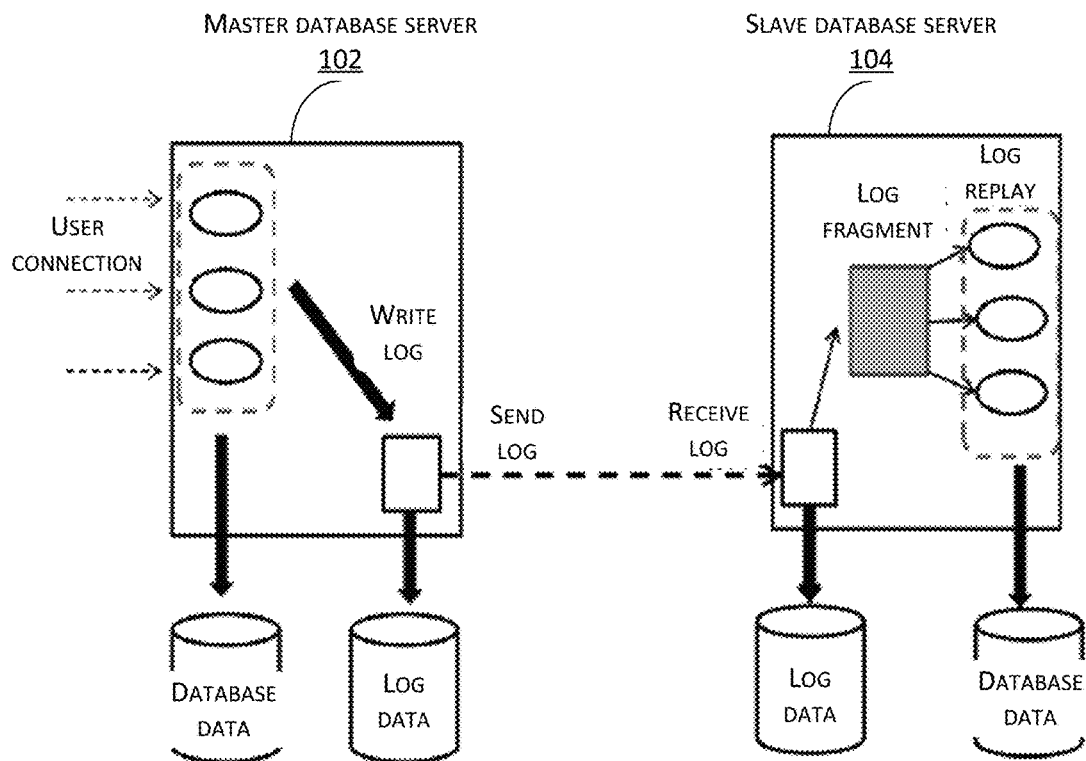 MASTER DATABASE SERVER
102
SLAVE DATABASE SERVER
104
USER
CONNECTION
WRITE
LOG
SEND
LOG
RECEIVE
LOG
LOG
FRAGMENT
LOG
REPLAY
DATABASE
DATA
LOG
DATA
LOG
DATA
DATABASE
DATA